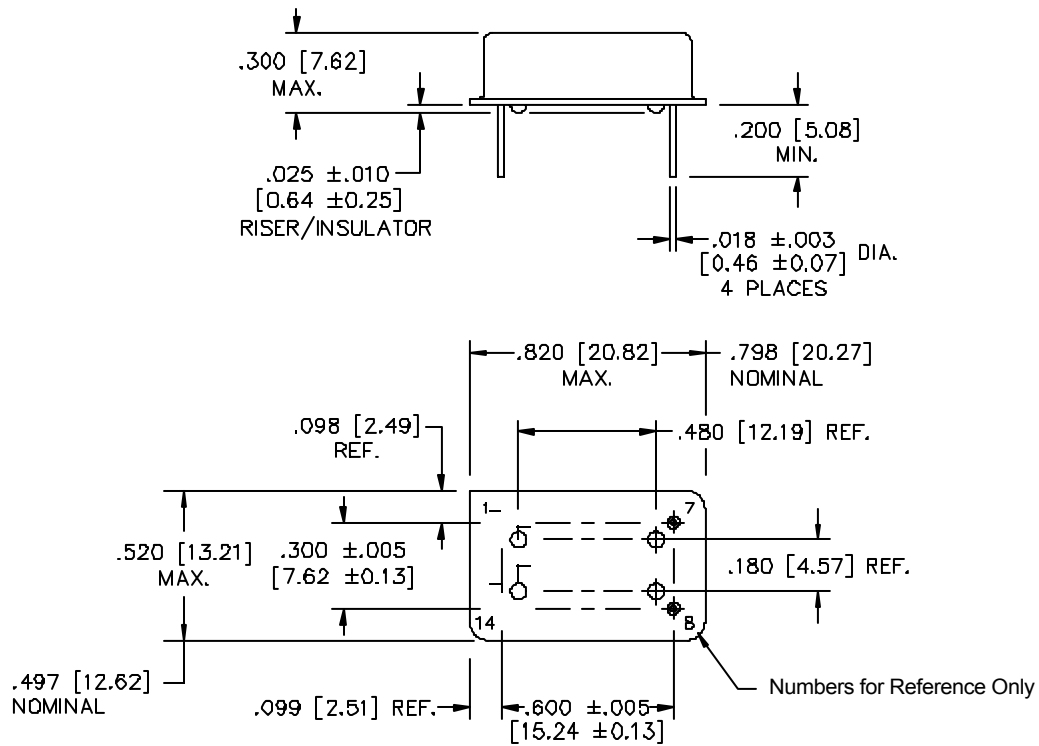 .300 [7.62]
MAX.
.200 [5.08]
MIN.
.025 ±.010
[0.64 ±0.25]
RISER/INSULATOR
.018 ±.003
[0.46 ±0.07]
DIA.
4 PLACES
.820 [20.82]
MAX.
.798 [20.27]
NOMINAL
.098 [2.49]
REF.
.480 [12.19] REF.
1
7
.520 [13.21]
MAX.
.300 ±.005
[7.62 ±0.13]
.180 [4.57] REF.
14
8
.497 [12.62]
NOMINAL
.099 [2.51] REF.
.600 ±.005
[15.24 ±0.13]
Numbers for Reference Only